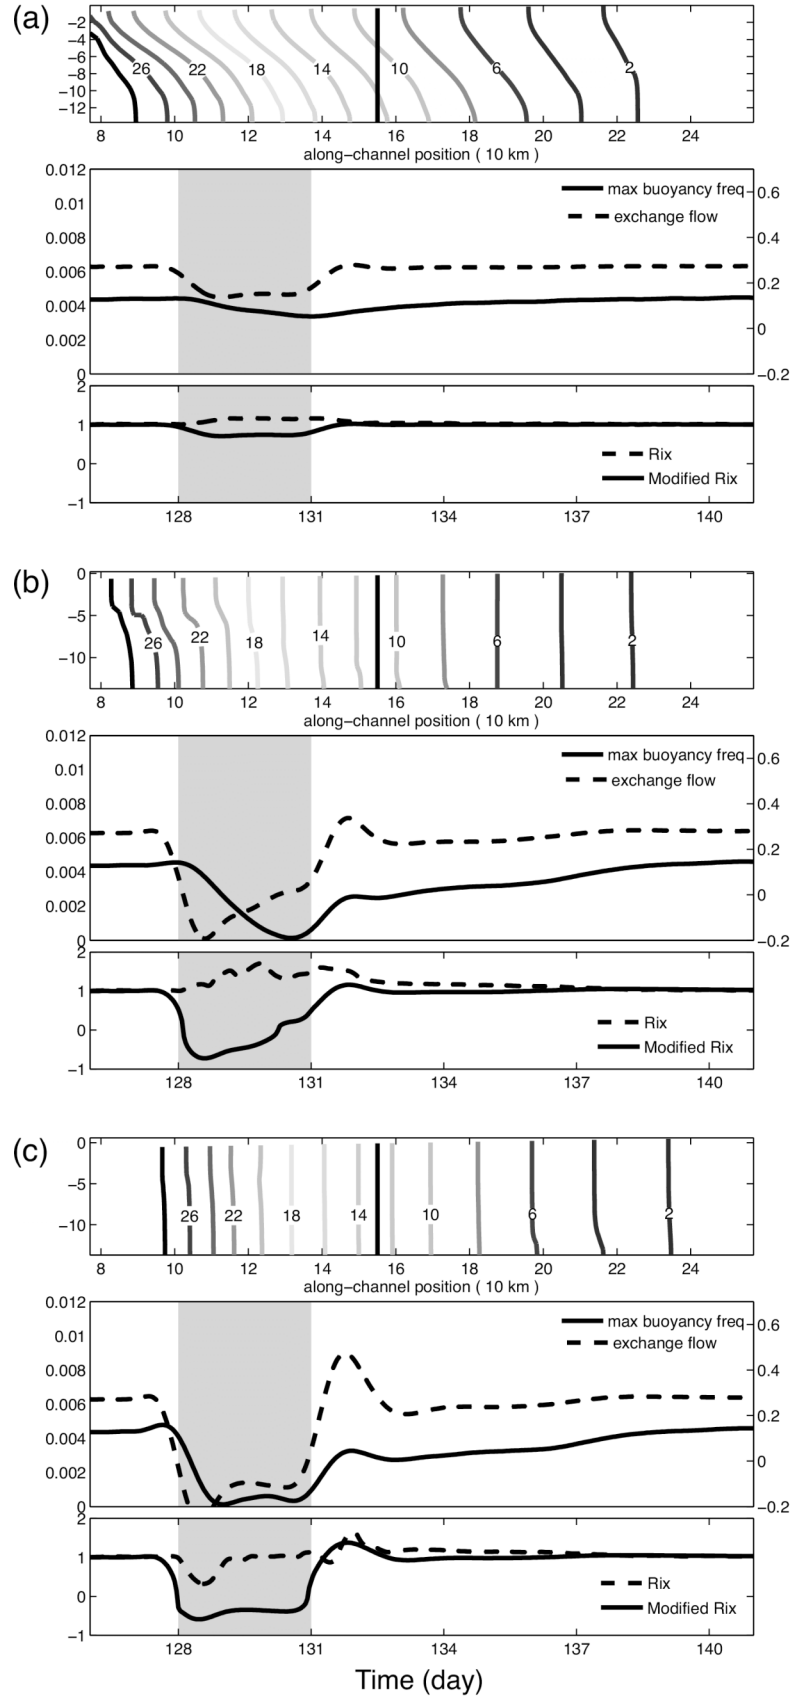 (a)
−2
−4
−6
−8
−10
−12
26 22 18 14 10 6 2
8 10 12 14 16 18 20 22 24
along−channel position ( 10 km )
0.012
0.01
0.008
0.006
0.004
0.002
0
0.6
0.4
0.2
0
−0.2
max buoyancy freq
exchange flow
2
1
0
−1
Rix
Modified Rix
128 131 134 137 140
(b)
0
−5
−10
26 22 18 14 10 6 2
8 10 12 14 16 18 20 22 24
along−channel position ( 10 km )
0.012
0.01
0.008
0.006
0.004
0.002
0
0.6
0.4
0.2
0
−0.2
max buoyancy freq
exchange flow
2
1
0
−1
Rix
Modified Rix
128 131 134 137 140
(c)
0
−5
−10
26 22 18 14 10 6 2
8 10 12 14 16 18 20 22 24
along−channel position ( 10 km )
0.012
0.01
0.008
0.006
0.004
0.002
0
0.6
0.4
0.2
0
−0.2
max buoyancy freq
exchange flow
2
1
0
−1
Rix
Modified Rix
128 131 134 137 140
Time (day)